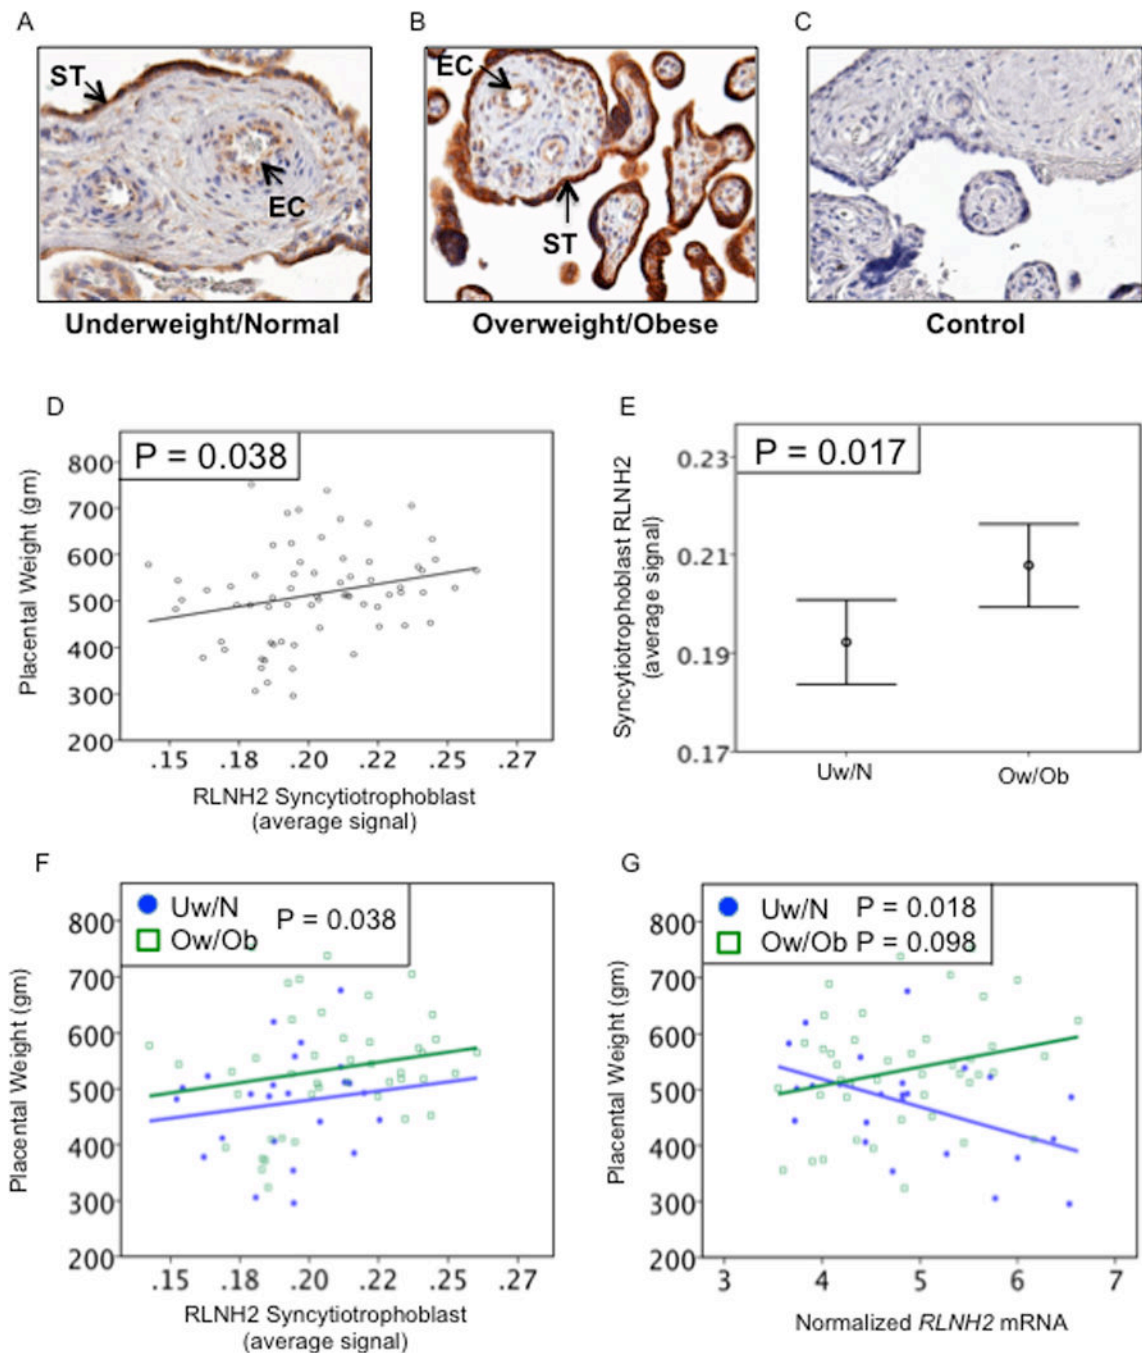 A
B
C
ST
EC
EC
ST
Underweight/Normal
Overweight/Obese
Control
D
E
P = 0.038
800
700
600
500
400
300
200
Placental Weight (gm)
.15 .18 .20 .22 .25 .27
RLNH2 Syncytiotrophoblast
(average signal)
P = 0.017
0.23
0.21
0.19
0.17
Syncytiotrophoblast RLNH2
(average signal)
Uw/N
Ow/Ob
F
G
Uw/N
Ow/Ob
P = 0.038
800
700
600
500
400
300
200
Placental Weight (gm)
.15 .18 .20 .22 .25 .27
RLNH2 Syncytiotrophoblast
(average signal)
Uw/N P = 0.018
Ow/Ob P = 0.098
800
700
600
500
400
300
200
Placental Weight (gm)
3 4 5 6 7
Normalized RLNH2 mRNA